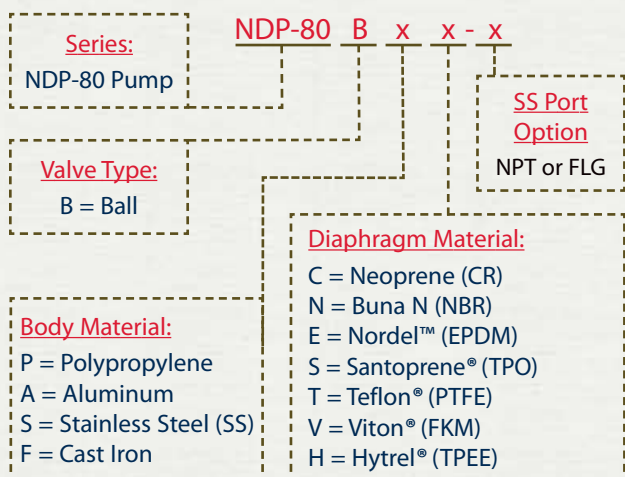 NDP-80 B x x - x
Series:
NDP-80 Pump
SS Port
Option
NPT or FLG
Valve Type:
B = Ball
Diaphragm Material:
C = Neoprene (CR)
N = Buna N (NBR)
E = Nordel™ (EPDM)
S = Santoprene® (TPO)
T = Teflon® (PTFE)
V = Viton® (FKM)
H = Hytrel® (TPEE)
Body Material:
P = Polypropylene
A = Aluminum
S = Stainless Steel (SS)
F = Cast Iron